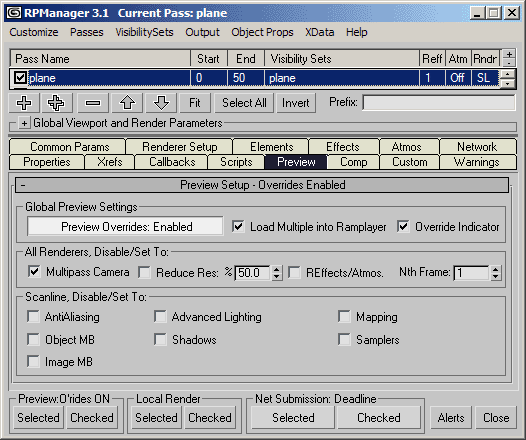 RPManager 3.1   Current Pass: plane
Customize Passes VisibilitySets Output Object Props XData Help
Pass Name Start End Visibility Sets Reff Atm Rndr +
plane 0 50 plane 1 Off SL -
Fit Select All Invert Prefix:
+ Global Viewport and Render Parameters
Common Params Renderer Setup Elements Effects Atmos Network
Properties Xrefs Callbacks Scripts Preview Comp Custom Warnings
- Preview Setup - Overrides Enabled
Global Preview Settings
Preview Overrides: Enabled Load Multiple into Ramplayer Override Indicator
All Renderers, Disable/Set To:
Multipass Camera Reduce Res: % 50.0 REffects/Atmos. Nth Frame: 1
Scanline, Disable/Set To:
AntiAliasing Advanced Lighting Mapping
Object MB Shadows Samplers
Image MB
Preview:O'rides ON Local Render Net Submission: Deadline
Selected Checked Selected Checked Selected Checked Alerts Close